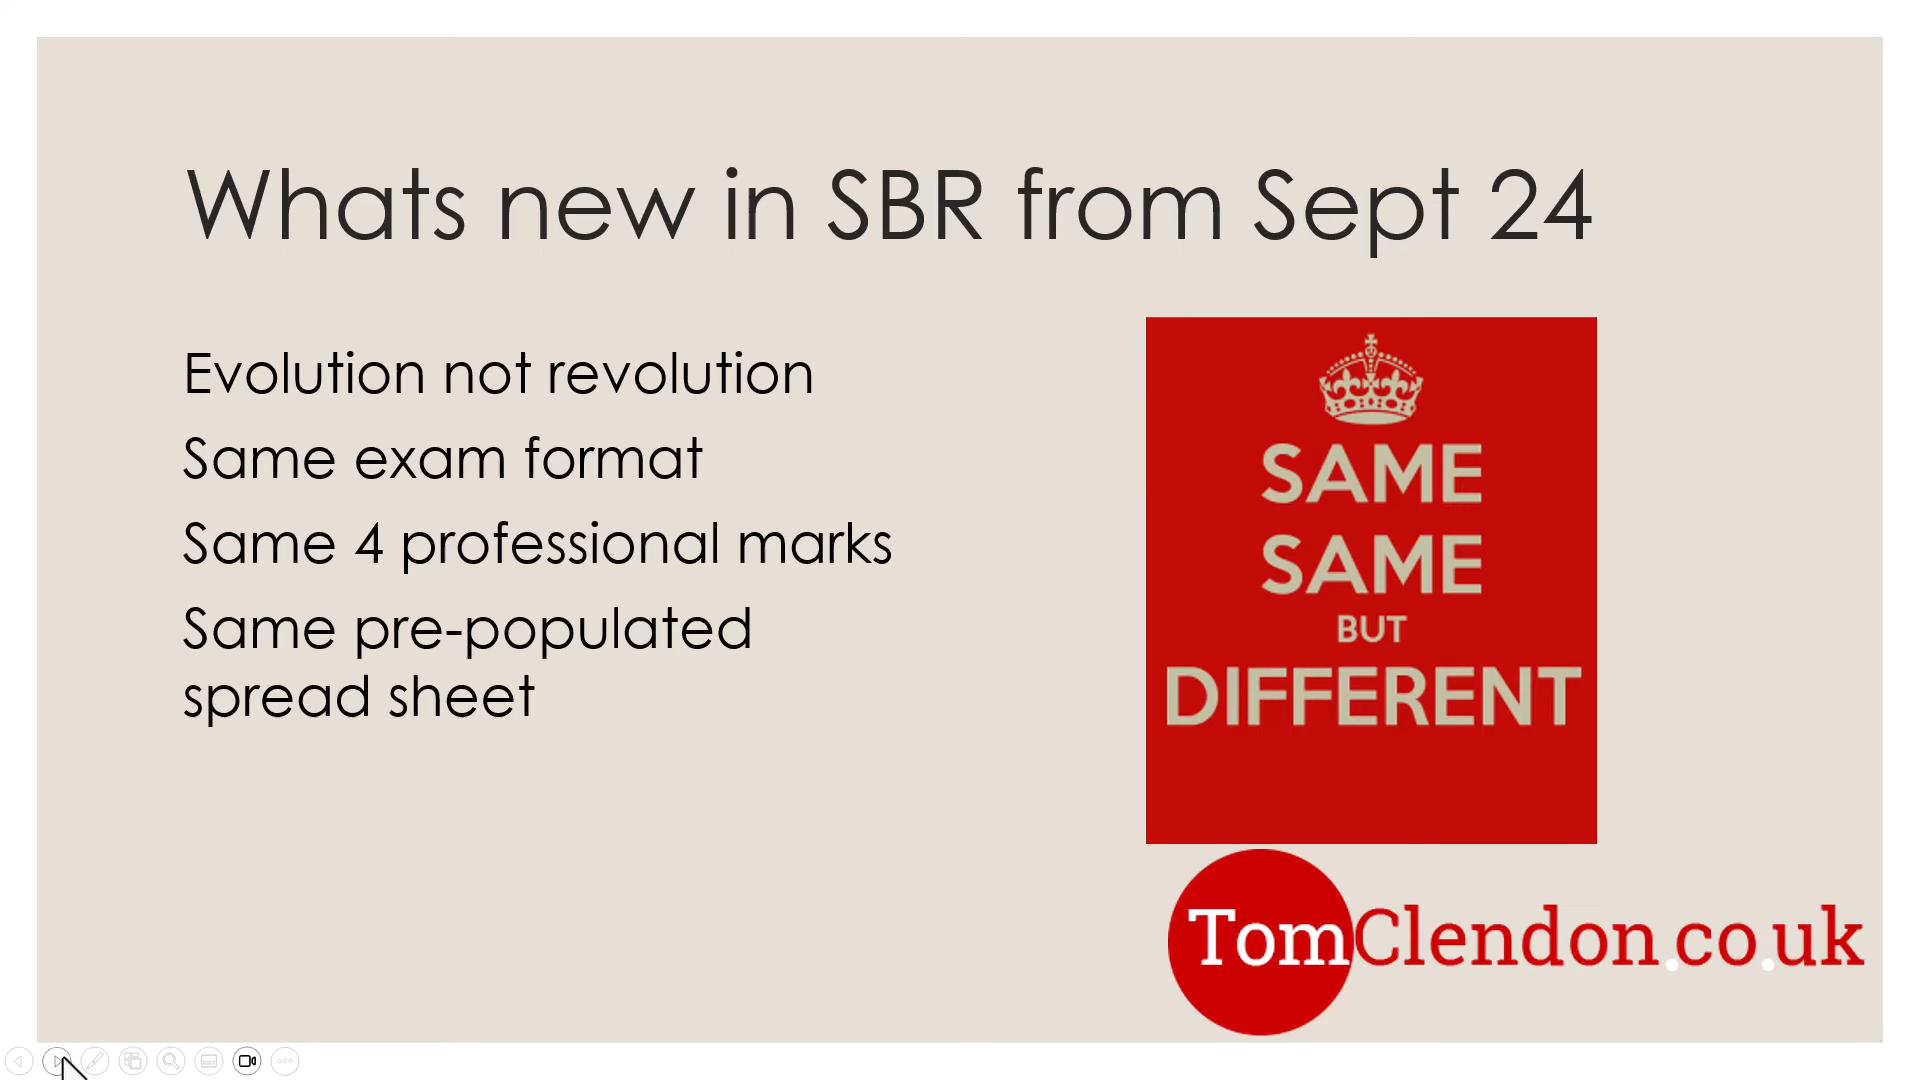 Whats new in SBR from Sept 24
Evolution not revolution
Same exam format
Same 4 professional marks
Same pre-populated
spread sheet
SAME
SAME
BUT
DIFFERENT
TomClendon.co.uk